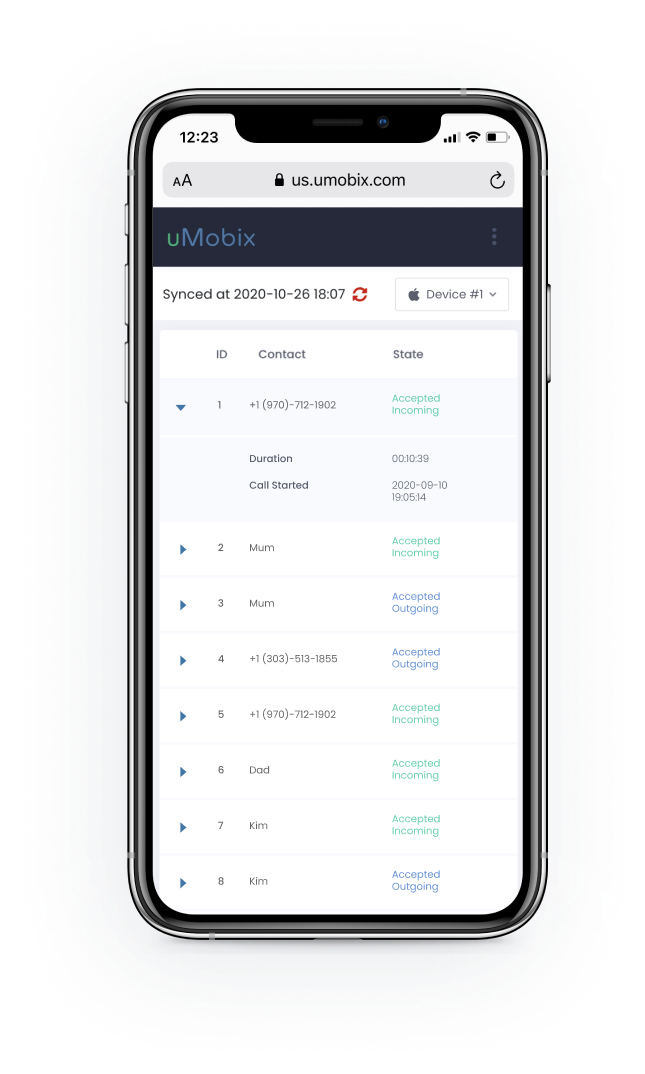 12:23
AA us.umobix.com
uMobix
Synced at 2020-10-26 18:07 Device #1
ID Contact State
1 +1 (970)-712-1902 Accepted
Incoming
Duration 00:10:39
Call Started 2020-09-10
19:05:14
2 Mum Accepted
Incoming
3 Mum Accepted
Outgoing
4 +1 (303)-513-1855 Accepted
Outgoing
5 +1 (970)-712-1902 Accepted
Incoming
6 Dad Accepted
Incoming
7 Kim Accepted
Incoming
8 Kim Accepted
Outgoing